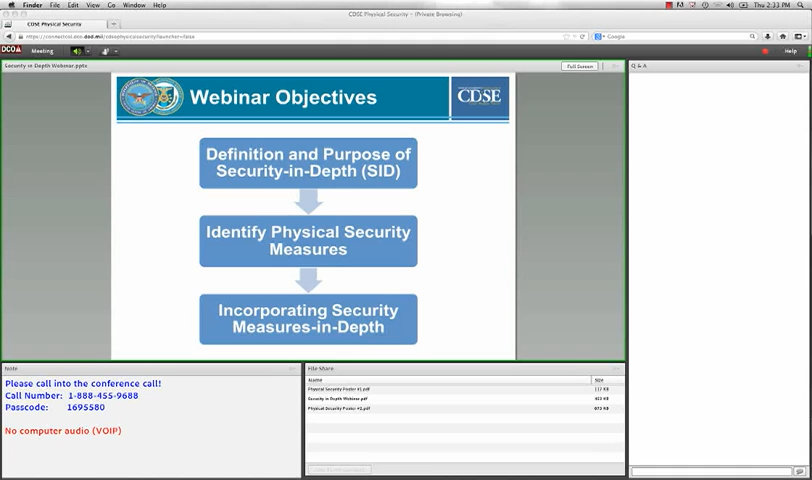 Finder File Edit View Go Window Help
Thu 2:33 PM
CDSE Physical Security – (Private Browsing)
CDSE Physical Security
Google
Meeting
Help
Security in Depth Webinar.pptx
Full Screen
Q & A
Webinar Objectives
CDSE
Definition and Purpose of
Security-in-Depth (SID)
Identify Physical Security
Measures
Incorporating Security
Measures-in-Depth
Note
Please call into the conference call!
Call Number: 1-888-455-9688
Passcode: 1695580
No computer audio (VOIP)
File Share
Name Size
Physical Security Poster #1.pdf
Security in Depth Webinar.pdf
Physical Security Poster #2.pdf